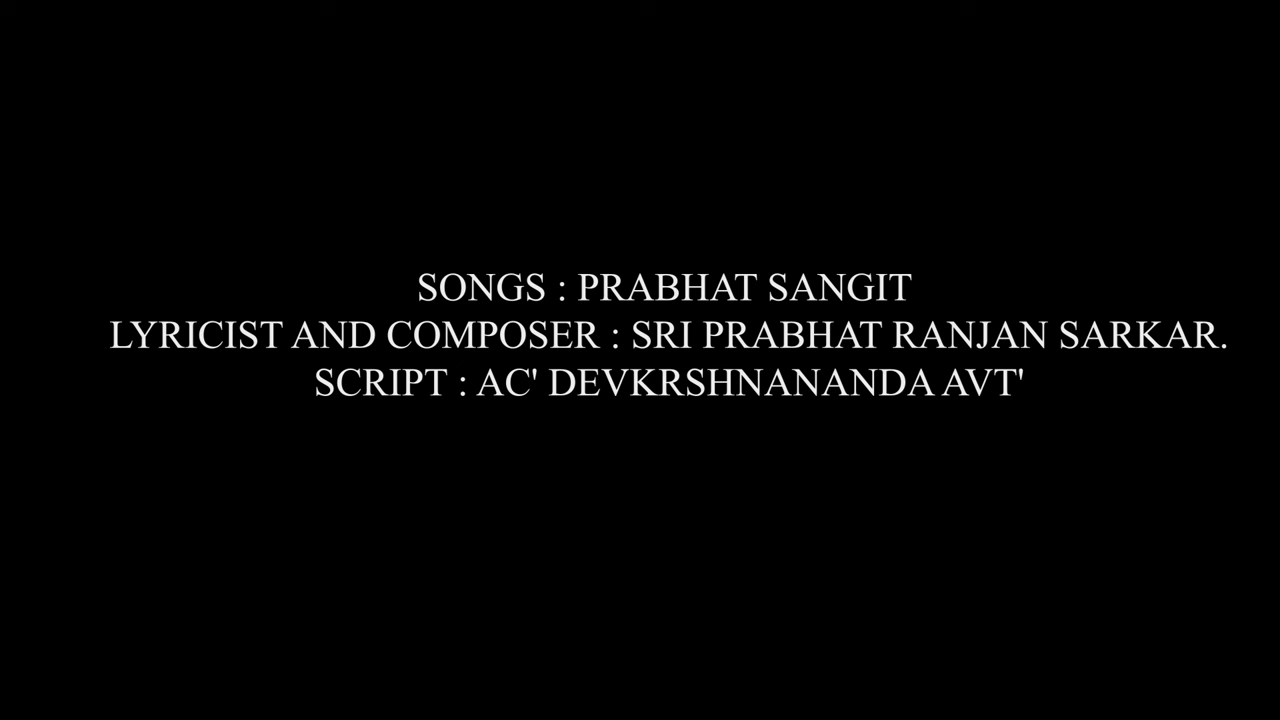 SONGS : PRABHAT SANGIT
LYRICIST AND COMPOSER : SRI PRABHAT RANJAN SARKAR.
SCRIPT : AC' DEVKRSHNANANDA AVT'